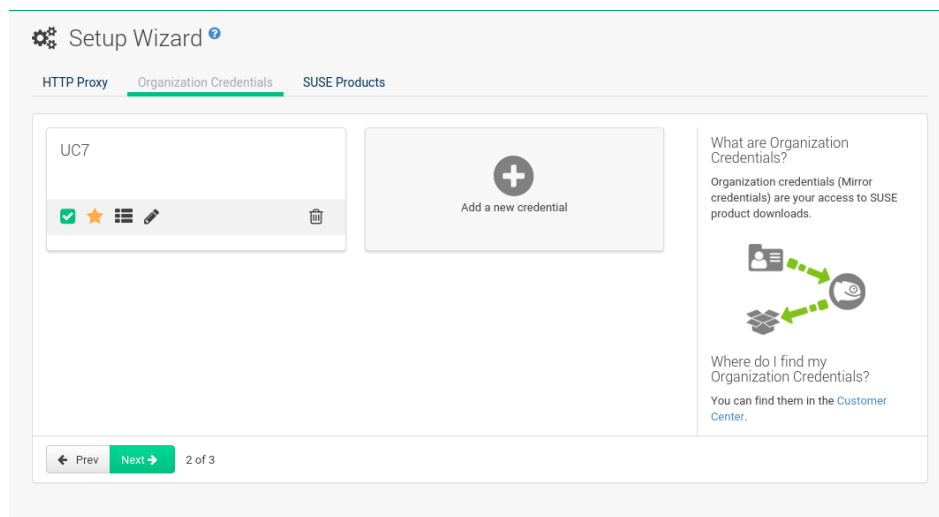 Setup Wizard ?
HTTP Proxy Organization Credentials SUSE Products
UC7
Add a new credential
What are Organization
Credentials?
Organization credentials (Mirror
credentials) are your access to SUSE
product downloads.
Where do I find my
Organization Credentials?
You can find them in the Customer
Center.
Prev Next 2 of 3